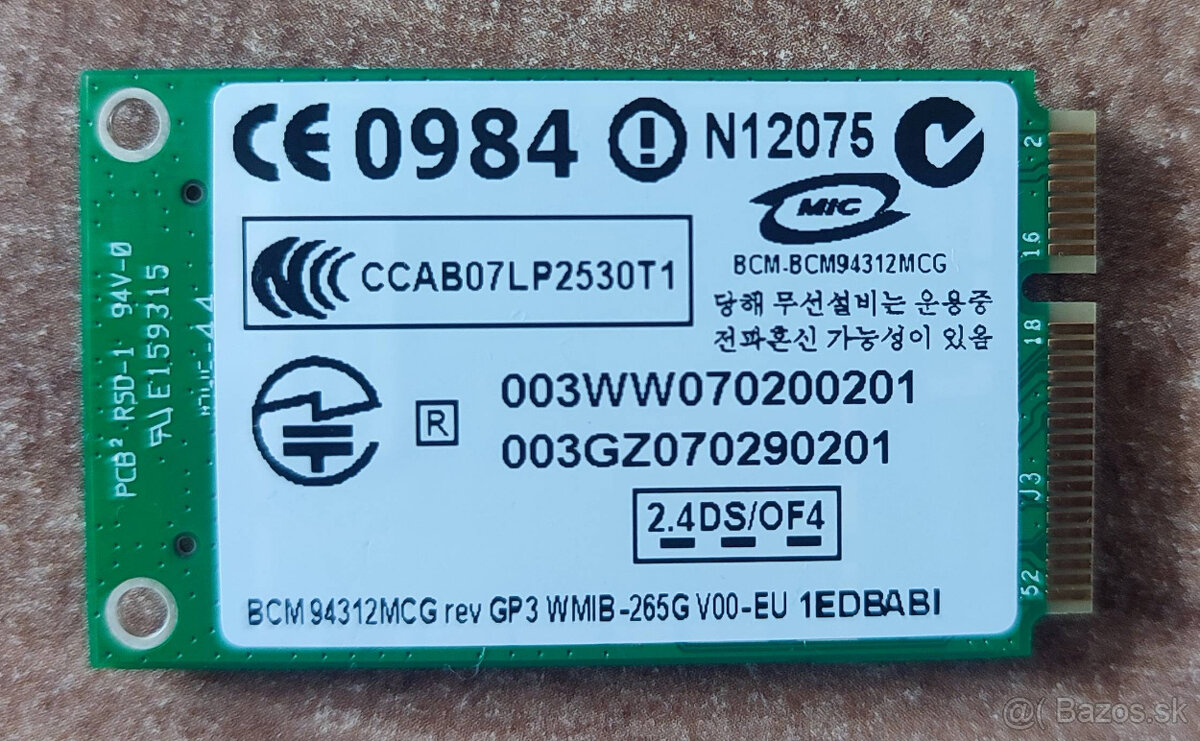 CE 0984 N12075
MIC
BCM-BCM94312MCG
CCAB07LP2530T1
당해 무선설비는 운용중
전파혼신 가능성이 있음
R 003WW070200201
003GZ070290201
2.4DS/OF4
BCM94312MCG rev GP3 WMIB-265G V00-EU 1EDBABI
PCB² R5D-1 94V-0
E159315
2
16
18
J3
52
@( Bazos.sk